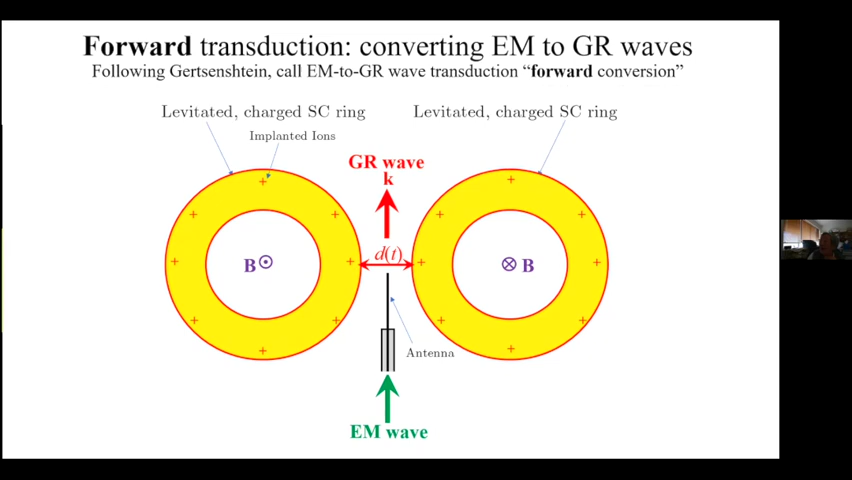 Forward transduction: converting EM to GR waves
Following Gertsenshtein, call EM-to-GR wave transduction “forward conversion”
Levitated, charged SC ring
Levitated, charged SC ring
Implanted Ions
GR wave
k
d(t)
B
B
Antenna
EM wave